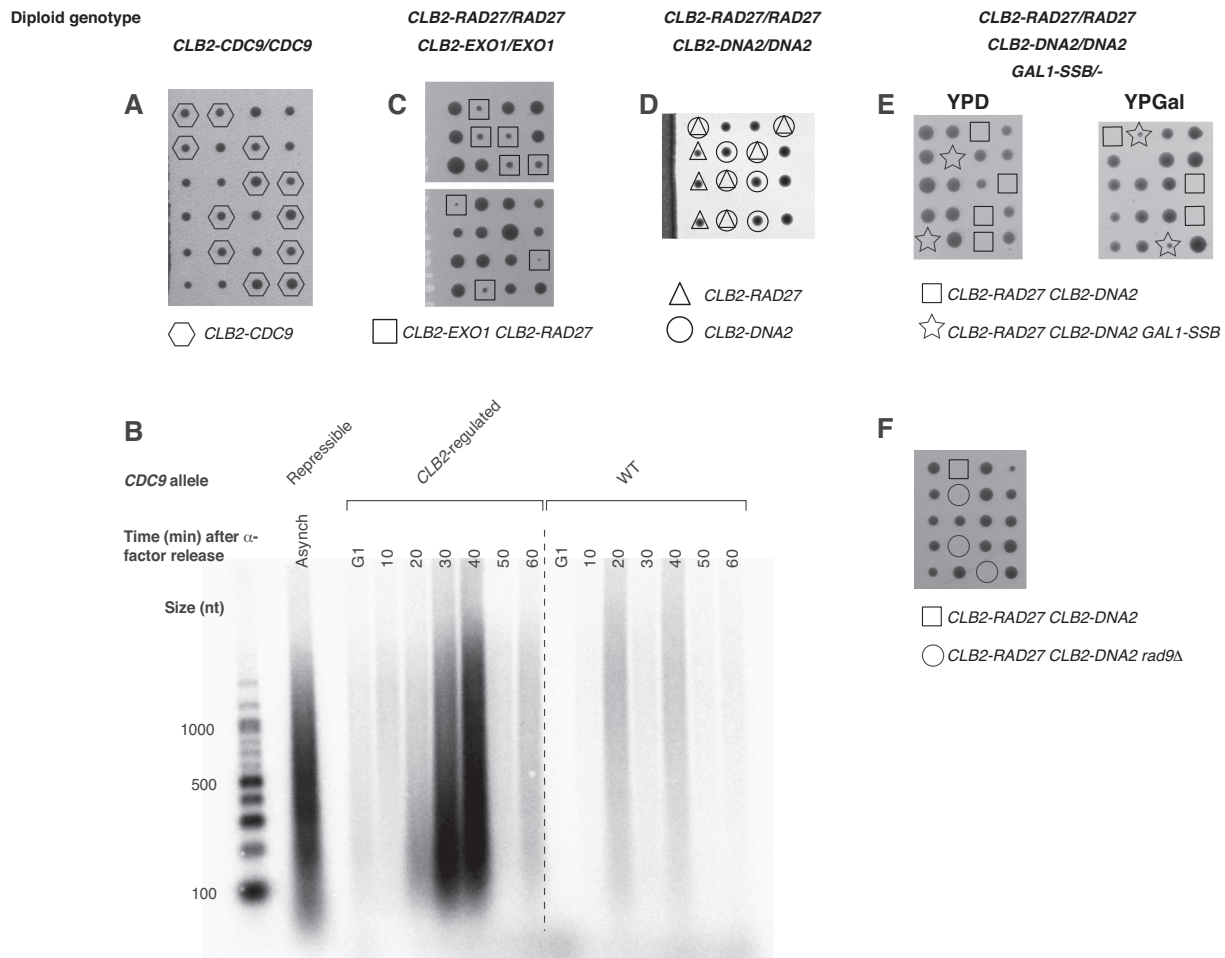 Diploid genotype
CLB2-CDC9/CDC9
CLB2-RAD27/RAD27
CLB2-EXO1/EXO1
CLB2-RAD27/RAD27
CLB2-DNA2/DNA2
CLB2-RAD27/RAD27
CLB2-DNA2/DNA2
GAL1-SSB/-
A
CLB2-CDC9
C
CLB2-EXO1 CLB2-RAD27
D
CLB2-RAD27
CLB2-DNA2
E
YPD
YPGal
CLB2-RAD27 CLB2-DNA2
CLB2-RAD27 CLB2-DNA2 GAL1-SSB
B
CDC9 allele
Repressible
CLB2-regulated
WT
Time (min) after α-
factor release
Asynch
G1 10 20 30 40 50 60
G1 10 20 30 40 50 60
Size (nt)
1000
500
100
F
CLB2-RAD27 CLB2-DNA2
CLB2-RAD27 CLB2-DNA2 rad9Δ